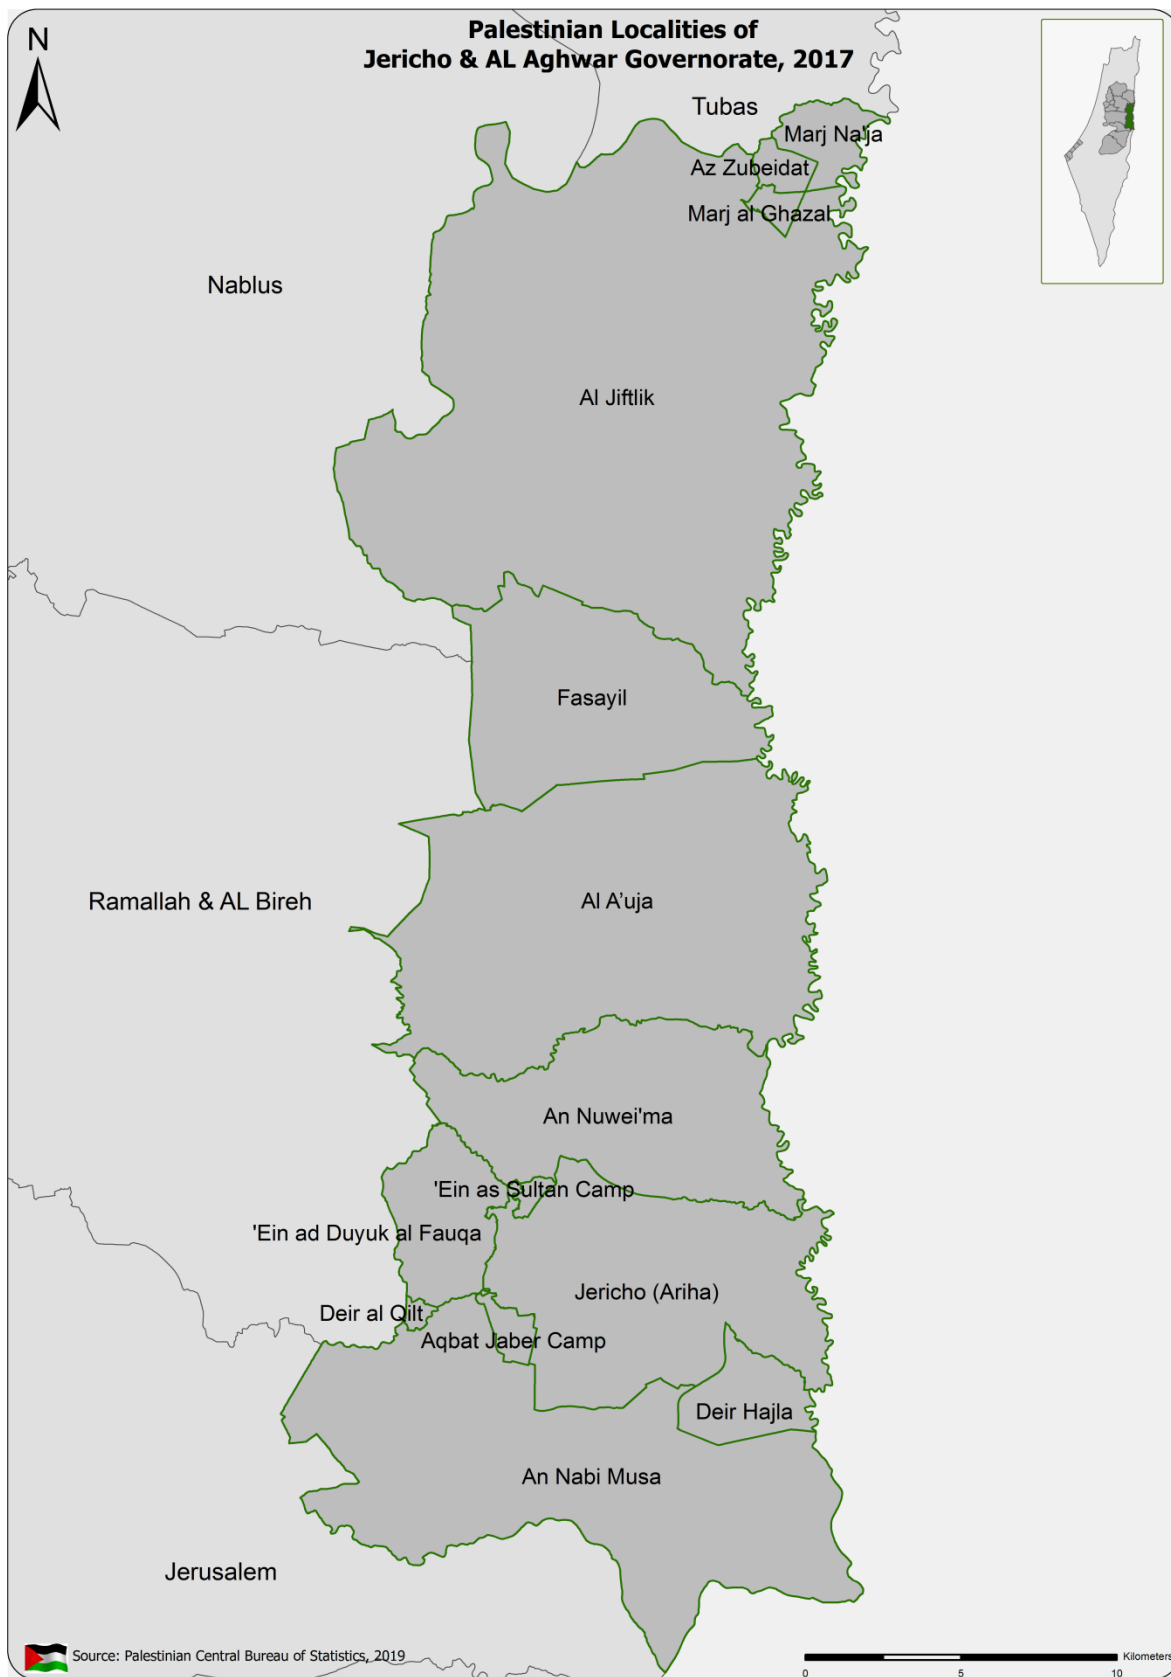 Palestinian Localities of
Jericho & AL Aghwar Governorate, 2017
N
Tubas
Marj Na'ja
Az Zubeidat
Marj al Ghazal
Nablus
Al Jiftlik
Fasayil
Ramallah & AL Bireh
Al A'uja
An Nuwei'ma
'Ein as Sultan Camp
'Ein ad Duyuk al Fauqa
Jericho (Ariha)
Deir al Qilt
Aqbat Jaber Camp
Deir Hajla
An Nabi Musa
Jerusalem
Source: Palestinian Central Bureau of Statistics, 2019
Kilometers
0 5 10